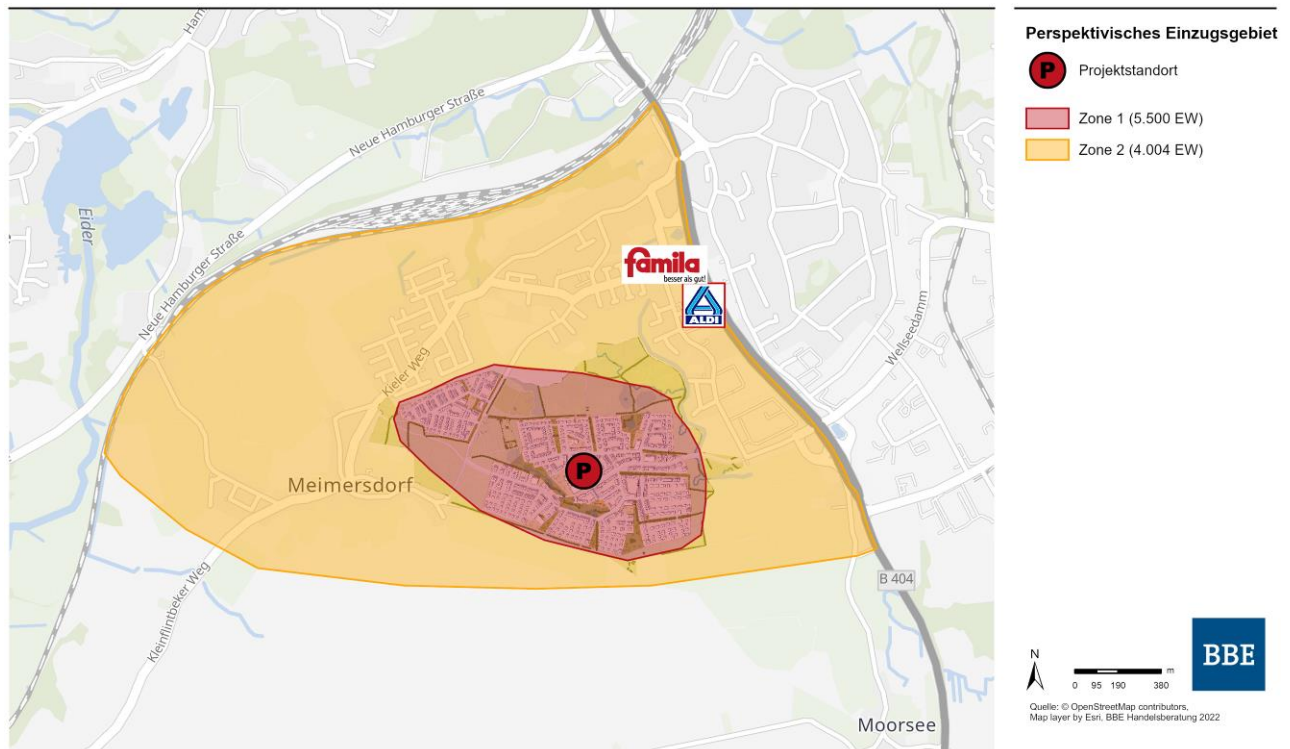 Ham
Neue Hamburger Straße
Eider
Neue Hamburger Straße
famila
besser als gut!
ALDI
Wellseedamm
Kieler Weg
P
Meimersdorf
B 404
Kleinflintbeker Weg
Moorsee
Perspektivisches Einzugsgebiet
P Projektstandort
Zone 1 (5.500 EW)
Zone 2 (4.004 EW)
N
m
0 95 190 380
BBE
Quelle: © OpenStreetMap contributors,
Map layer by Esri, BBE Handelsberatung 2022